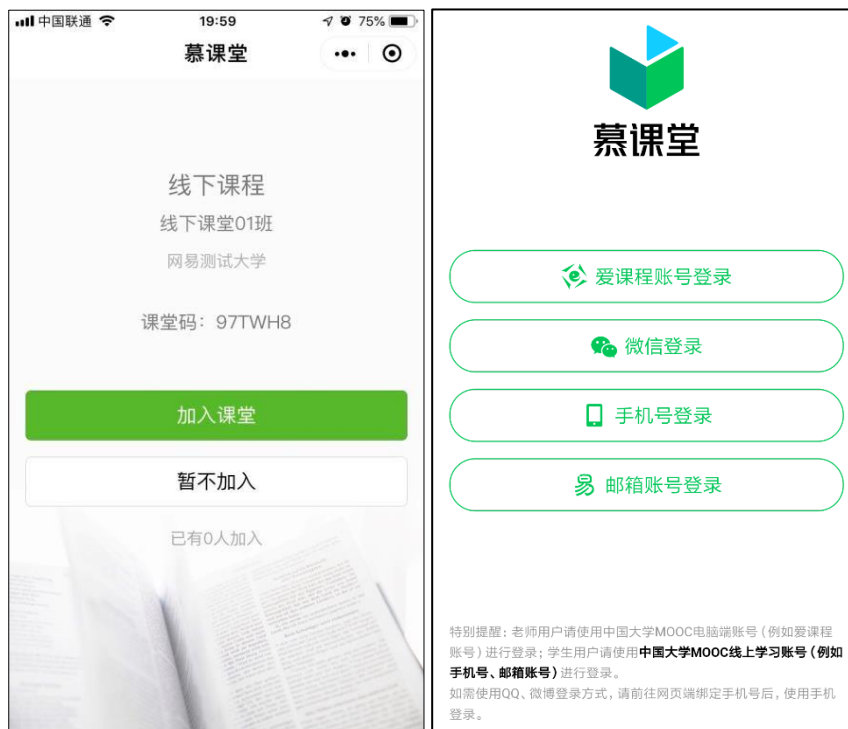 中国联通 19:59 75%
慕课堂
线下课程
线下课堂01班
网易测试大学
课堂码：97TWH8
加入课堂
暂不加入
已有0人加入
慕课堂
爱课程账号登录
微信登录
手机号登录
邮箱账号登录
特别提醒：老师用户请使用中国大学MOOC电脑端账号（例如爱课程
账号）进行登录；学生用户请使用中国大学MOOC线上学习账号（例如
手机号、邮箱账号）进行登录。
如需使用QQ、微博登录方式，请前往网页端绑定手机号后，使用手机
登录。